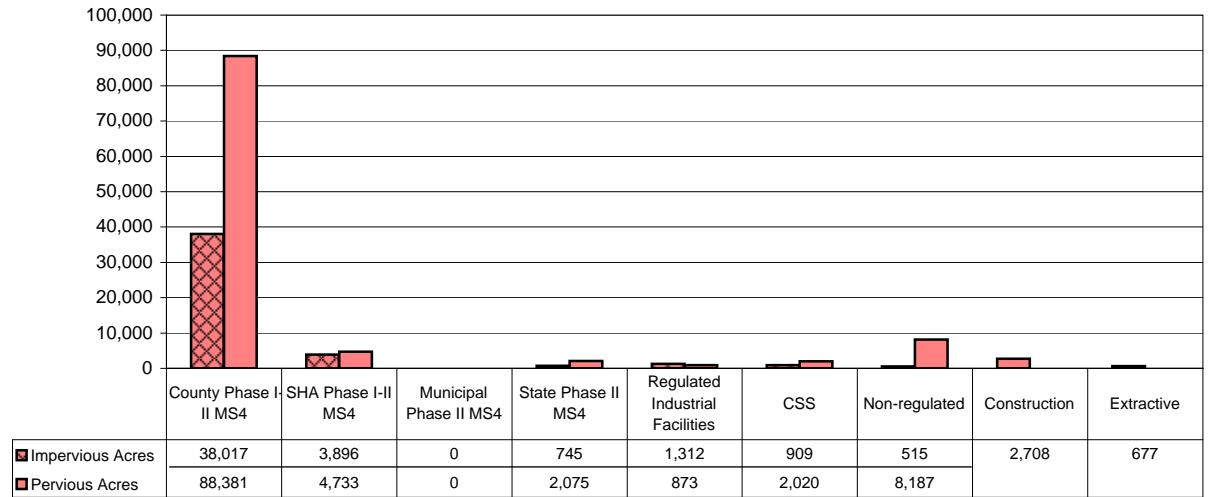 100,000
90,000
80,000
70,000
60,000
50,000
40,000
30,000
20,000
10,000
0
County Phase I-
II MS4
SHA Phase I-II
MS4
Municipal
Phase II MS4
State Phase II
MS4
Regulated
Industrial
Facilities
CSS
Non-regulated
Construction
Extractive
Impervious Acres 38,017 3,896 0 745 1,312 909 515 2,708 677
Pervious Acres 88,381 4,733 0 2,075 873 2,020 8,187